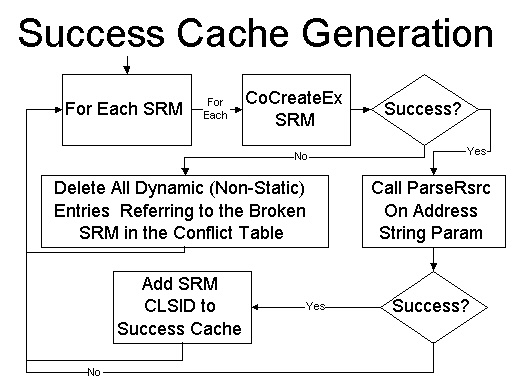 Success Cache Generation
For Each SRM
For
Each
CoCreateEx
SRM
Success?
No
Yes
Delete All Dynamic (Non-Static)
Entries Referring to the Broken
SRM in the Conflict Table
Call ParseRsrc
On Address
String Param
Add SRM
CLSID to
Success Cache
Yes
Success?
No